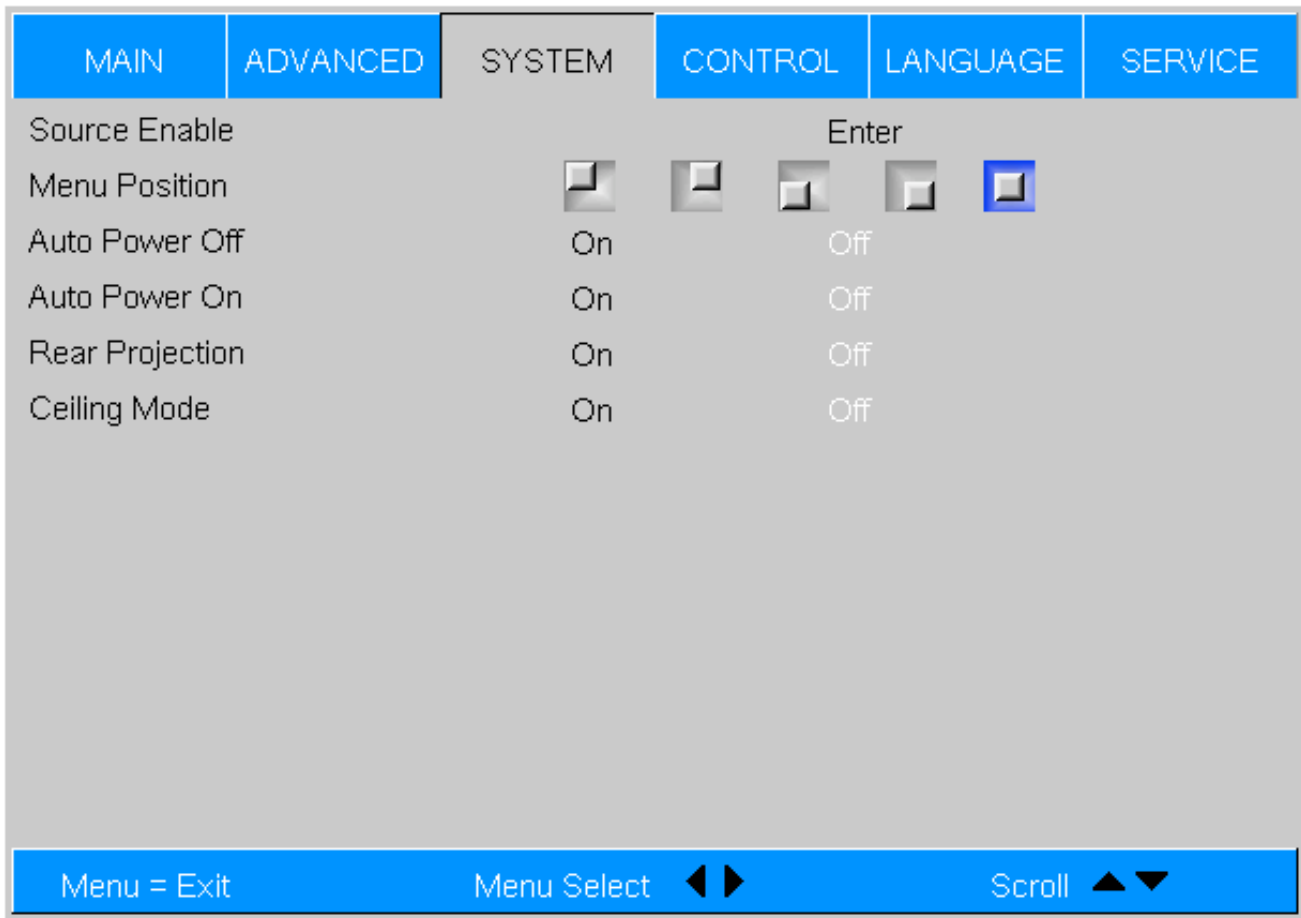 MAIN ADVANCED SYSTEM CONTROL LANGUAGE SERVICE
Source Enable Enter
Menu Position
Auto Power Off On Off
Auto Power On On Off
Rear Projection On Off
Ceiling Mode On Off
Menu = Exit Menu Select Scroll